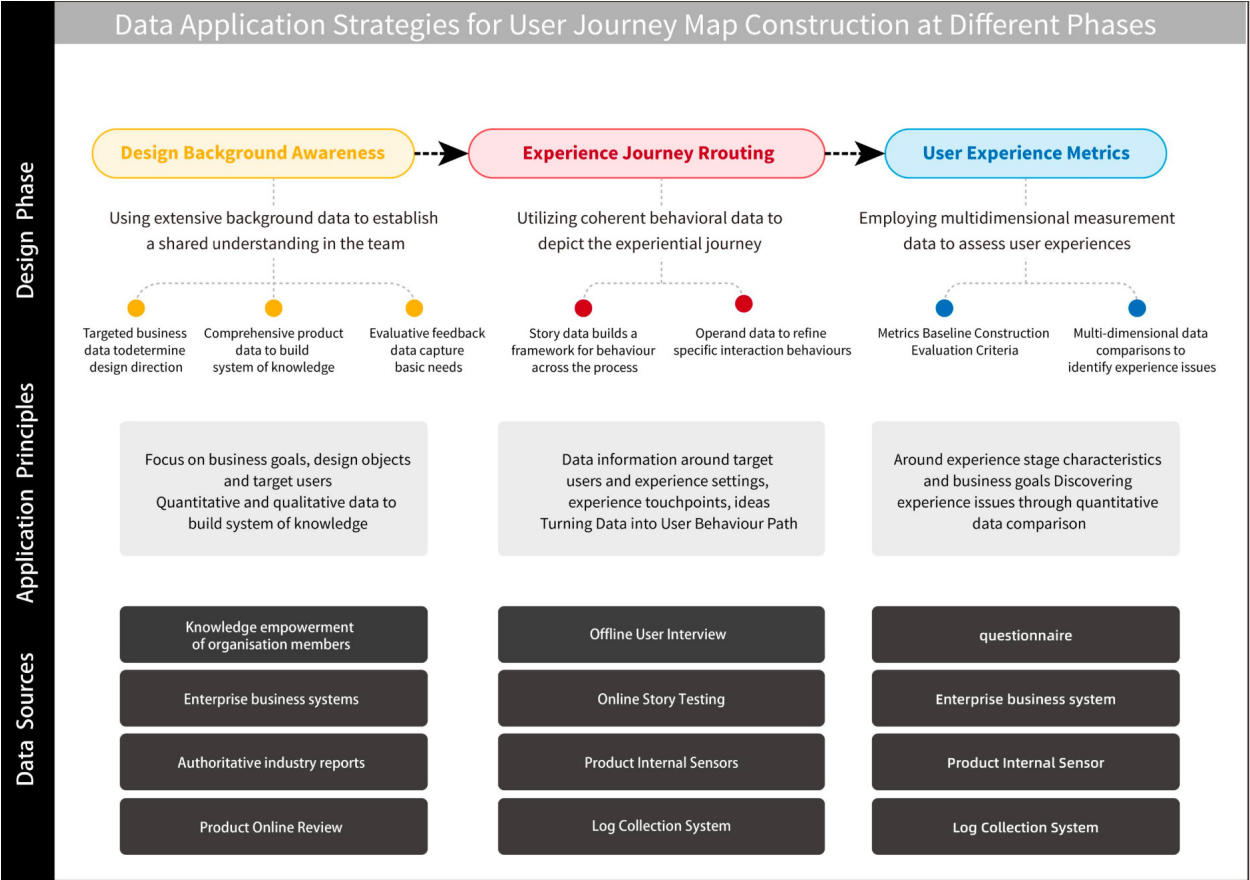 Data Application Strategies for User Journey Map Construction at Different Phases
Design Phase
Design Background Awareness
Experience Journey Rrouting
User Experience Metrics
Using extensive background data to establish
a shared understanding in the team
Utilizing coherent behavioral data to
depict the experiential journey
Employing multidimensional measurement
data to assess user experiences
Targeted business
data todetermine
design direction
Comprehensive product
data to build
system of knowledge
Evaluative feedback
data capture
basic needs
Story data builds a
framework for behaviour
across the process
Operand data to refine
specific interaction behaviours
Metrics Baseline Construction
Evaluation Criteria
Multi-dimensional data
comparisons to
identify experience issues
Application Principles
Focus on business goals, design objects
and target users
Quantitative and qualitative data to
build system of knowledge
Data information around target
users and experience settings,
experience touchpoints, ideas
Turning Data into User Behaviour Path
Around experience stage characteristics
and business goals Discovering
experience issues through quantitative
data comparison
Data Sources
Knowledge empowerment
of organisation members
Enterprise business systems
Authoritative industry reports
Product Online Review
Offline User Interview
Online Story Testing
Product Internal Sensors
Log Collection System
questionnaire
Enterprise business system
Product Internal Sensor
Log Collection System